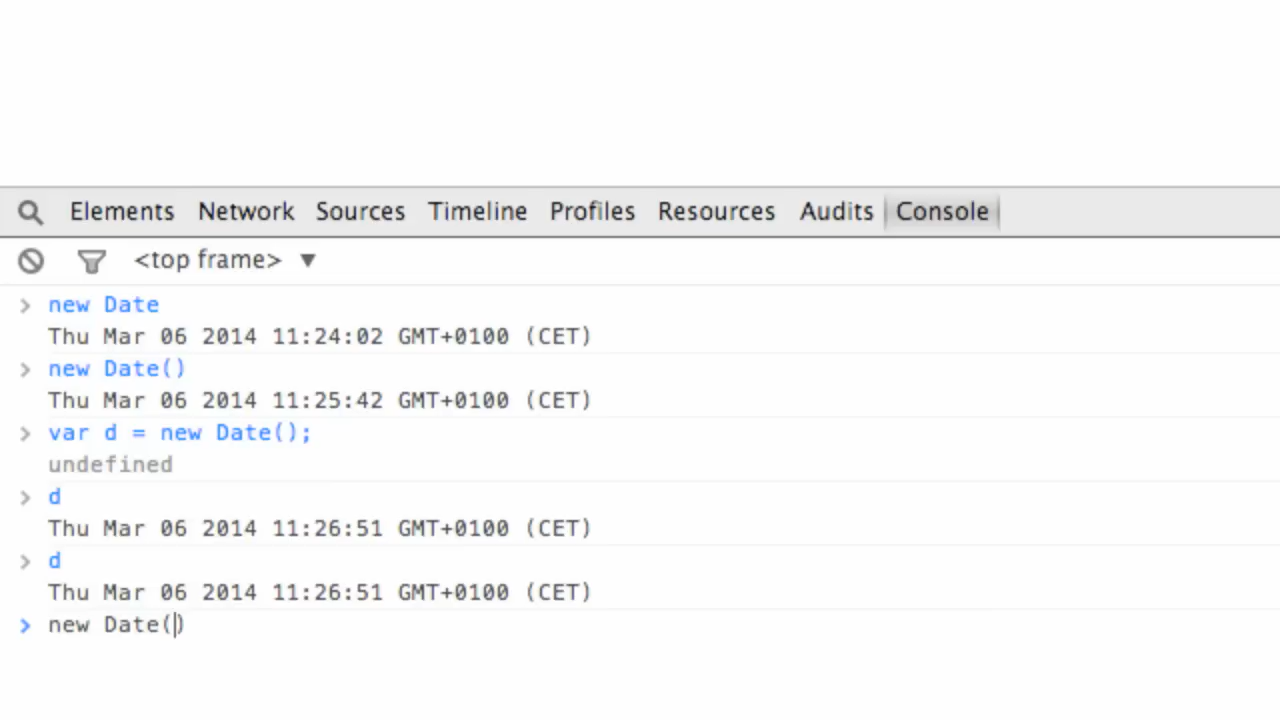 Elements Network Sources Timeline Profiles Resources Audits Console
<top frame> ▼
> new Date
Thu Mar 06 2014 11:24:02 GMT+0100 (CET)
> new Date()
Thu Mar 06 2014 11:25:42 GMT+0100 (CET)
> var d = new Date();
undefined
> d
Thu Mar 06 2014 11:26:51 GMT+0100 (CET)
> d
Thu Mar 06 2014 11:26:51 GMT+0100 (CET)
> new Date()